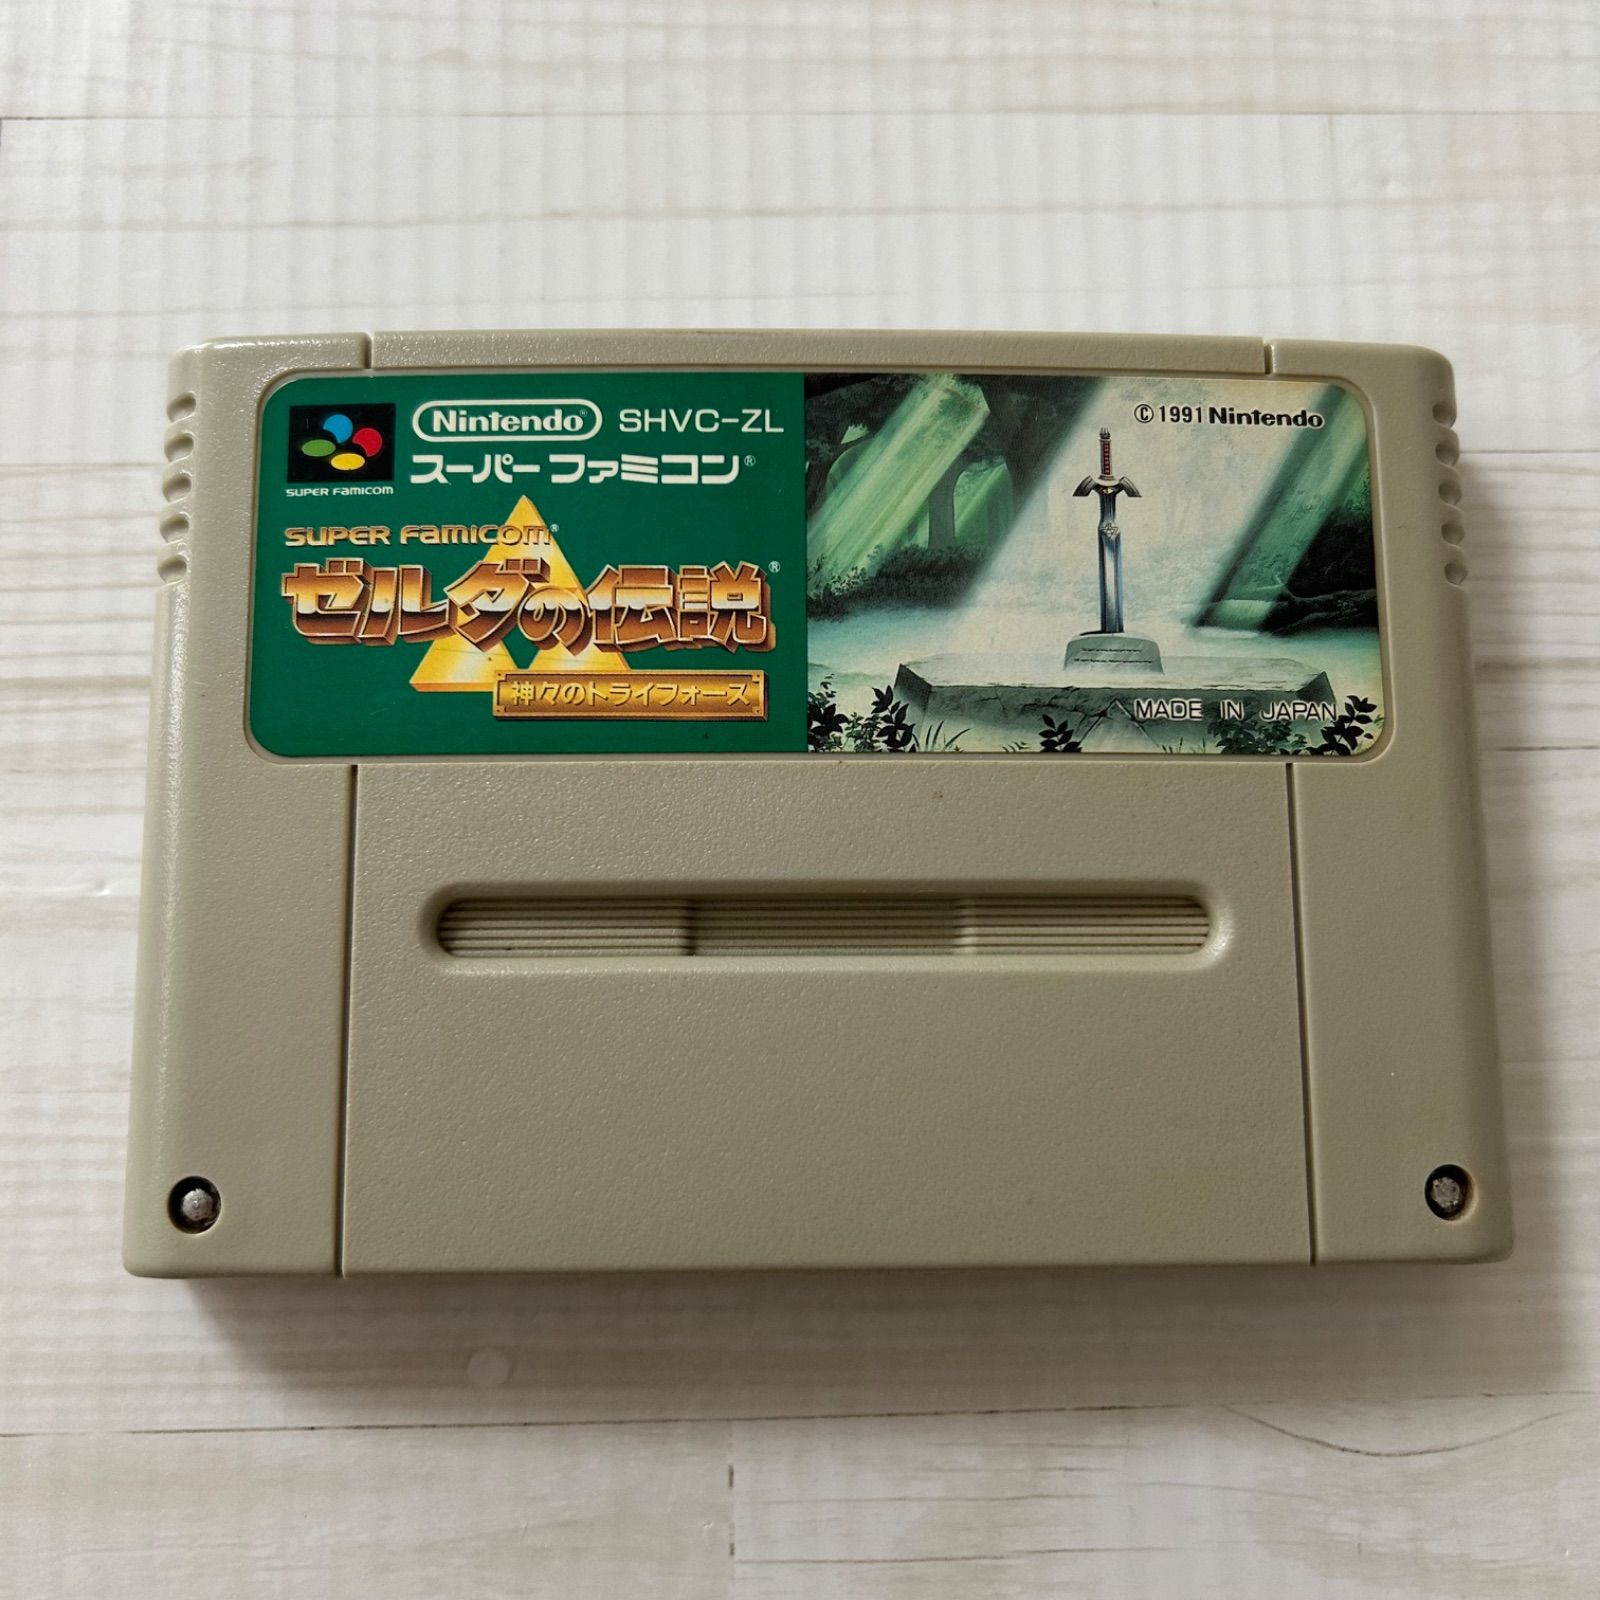 Nintendo® SHVC-ZL
スーパーファミコン®
SUPER FAMICOM
SUPER FAMICOM®
ゼルダの伝説®
神々のトライフォース
©1991 Nintendo
MADE IN JAPAN